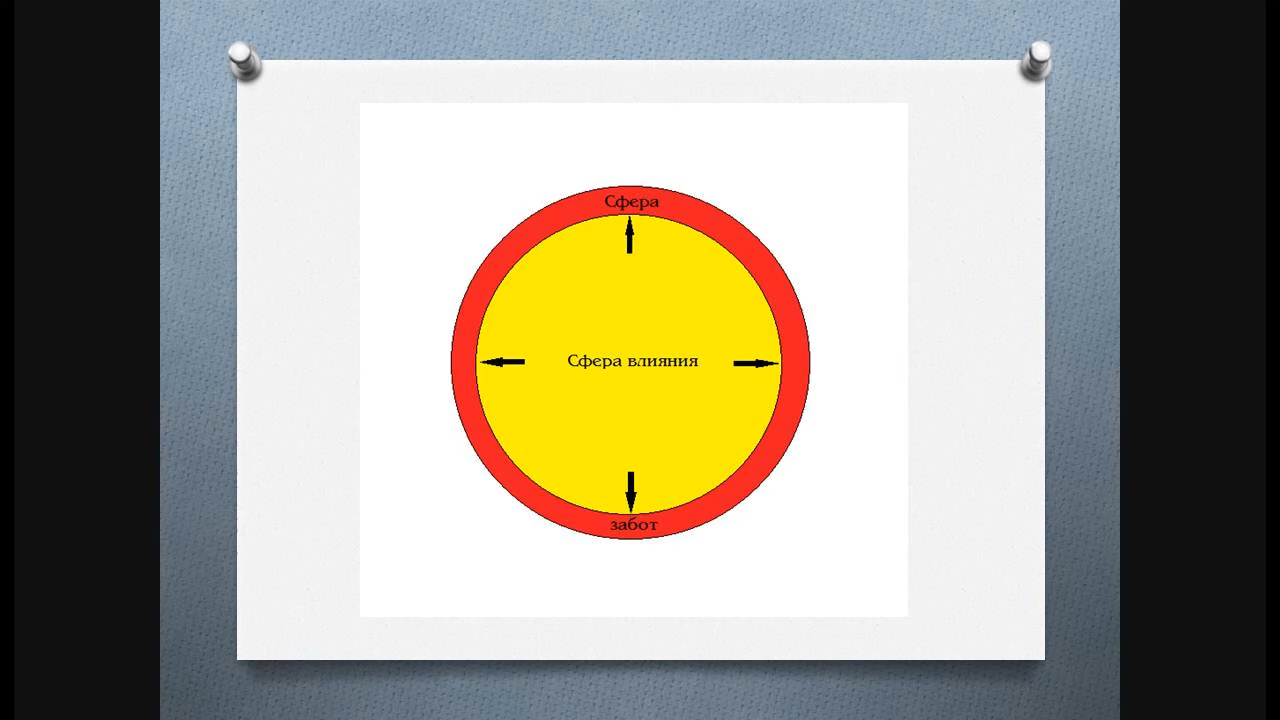 Сфера
Сфера влияния
забот